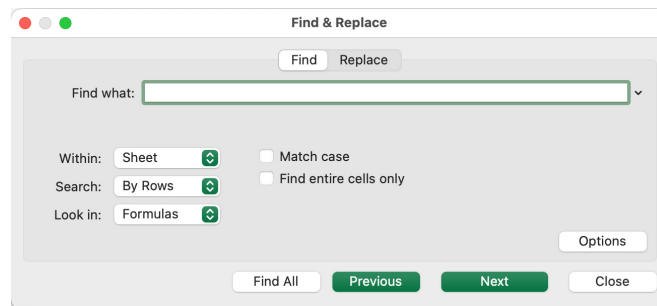 Find & Replace
Find Replace
Find what:
Within: Sheet Match case
Find entire cells only
Search: By Rows
Look in: Formulas
Options
Find All Previous Next Close